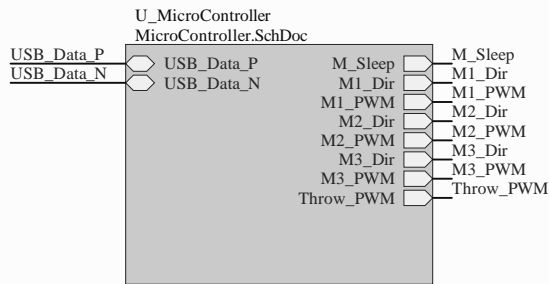 U_MicroController
MicroController.SchDoc
USB_Data_P
USB_Data_N
USB_Data_P
USB_Data_N
M_Sleep
M1_Dir
M1_PWM
M2_Dir
M2_PWM
M3_Dir
M3_PWM
Throw_PWM
M_Sleep
M1_Dir
M1_PWM
M2_Dir
M2_PWM
M3_Dir
M3_PWM
Throw_PWM